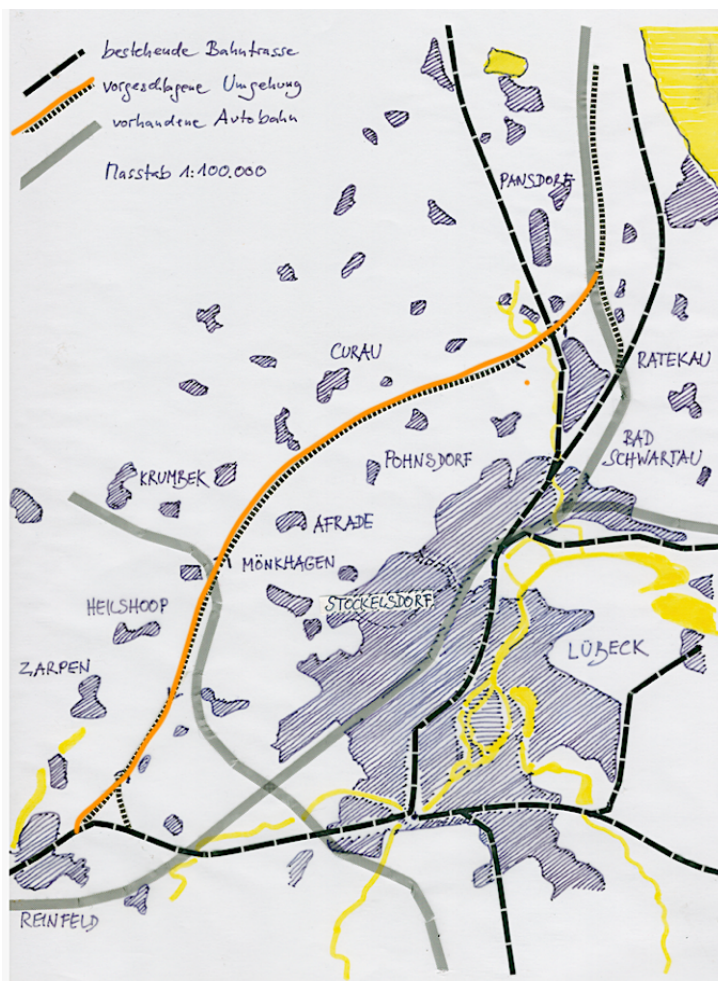 bestehende Bahntrasse
vorgeschlagene Umgehung
vorhandene Autobahn
Masstab 1:100.000
PANSDORF
CURAU
RATEKAU
BAD
SCHWARTAU
POHNSDORF
KRUMBEK
AFRADE
MÖNKHAGEN
HEILSHOOP
STOCKELSDORF
LÜBECK
ZARPEN
REINFELD